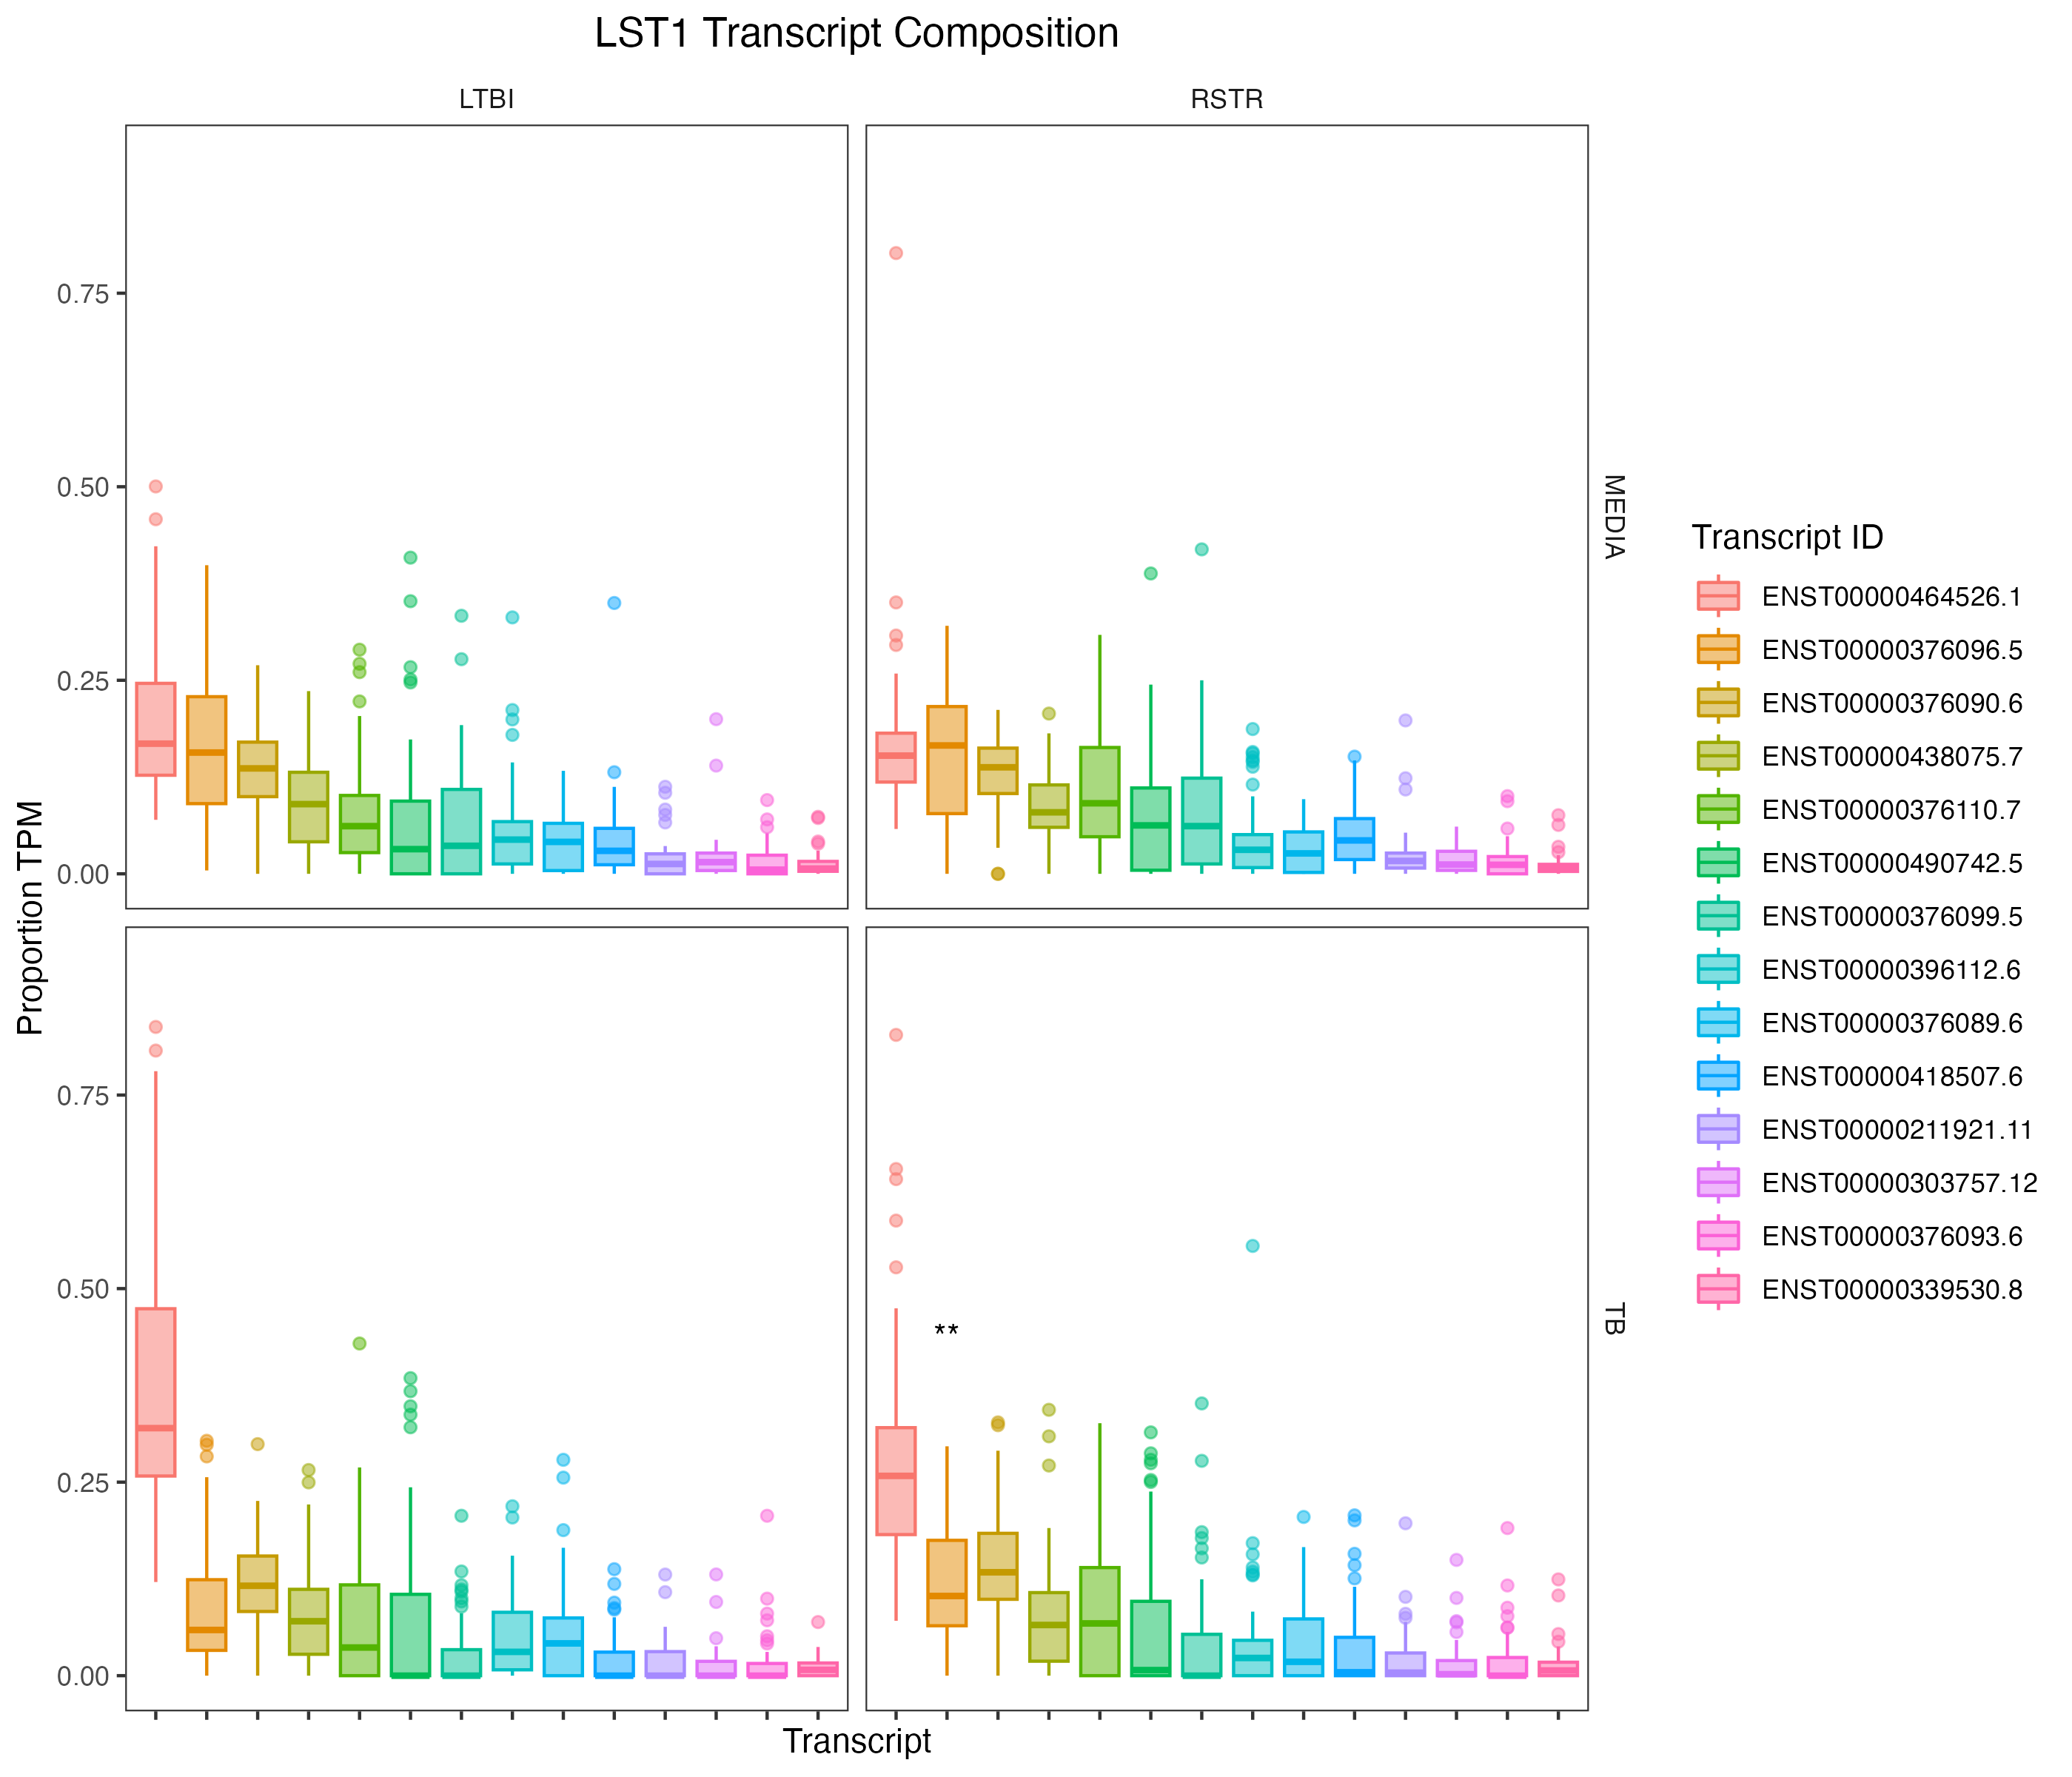 LST1 Transcript Composition
LTBI
RSTR
0.75
0.50
0.25
0.00
MEDIA
0.75
0.50
0.25
0.00
**
TB
Proportion TPM
Transcript
Transcript ID
ENST00000464526.1
ENST00000376096.5
ENST00000376090.6
ENST00000438075.7
ENST00000376110.7
ENST00000490742.5
ENST00000376099.5
ENST00000396112.6
ENST00000376089.6
ENST00000418507.6
ENST00000211921.11
ENST00000303757.12
ENST00000376093.6
ENST00000339530.8